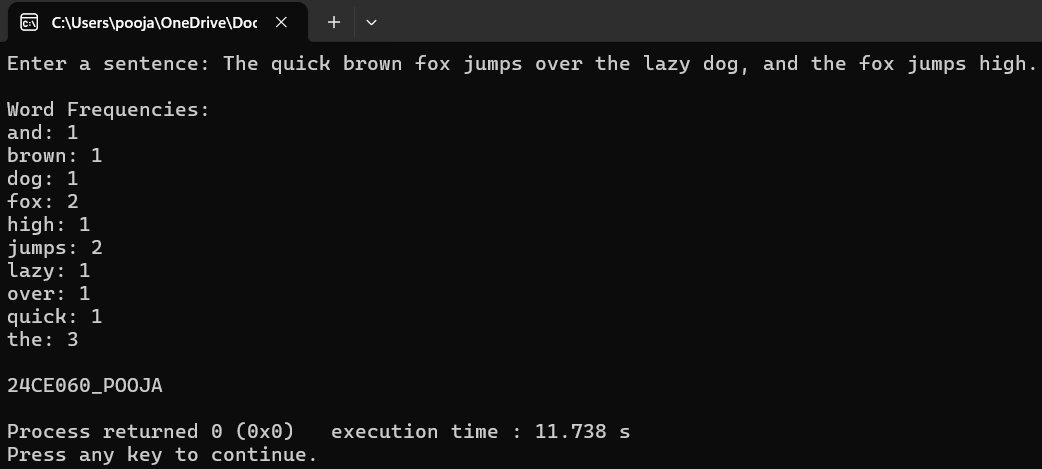 C:\Users\pooja\OneDrive\Doc
Enter a sentence: The quick brown fox jumps over the lazy dog, and the fox jumps high.
Word Frequencies:
and: 1
brown: 1
dog: 1
fox: 2
high: 1
jumps: 2
lazy: 1
over: 1
quick: 1
the: 3
24CE060_POOJA
Process returned 0 (0x0)   execution time : 11.738 s
Press any key to continue.